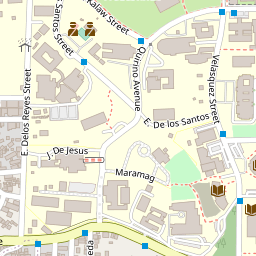 Kalaw Street
Santos
Street
Quirino Avenue
Velasquez Street
E. Delos Reyes Street
E. De los Santos
J. De Jesus
Maramag